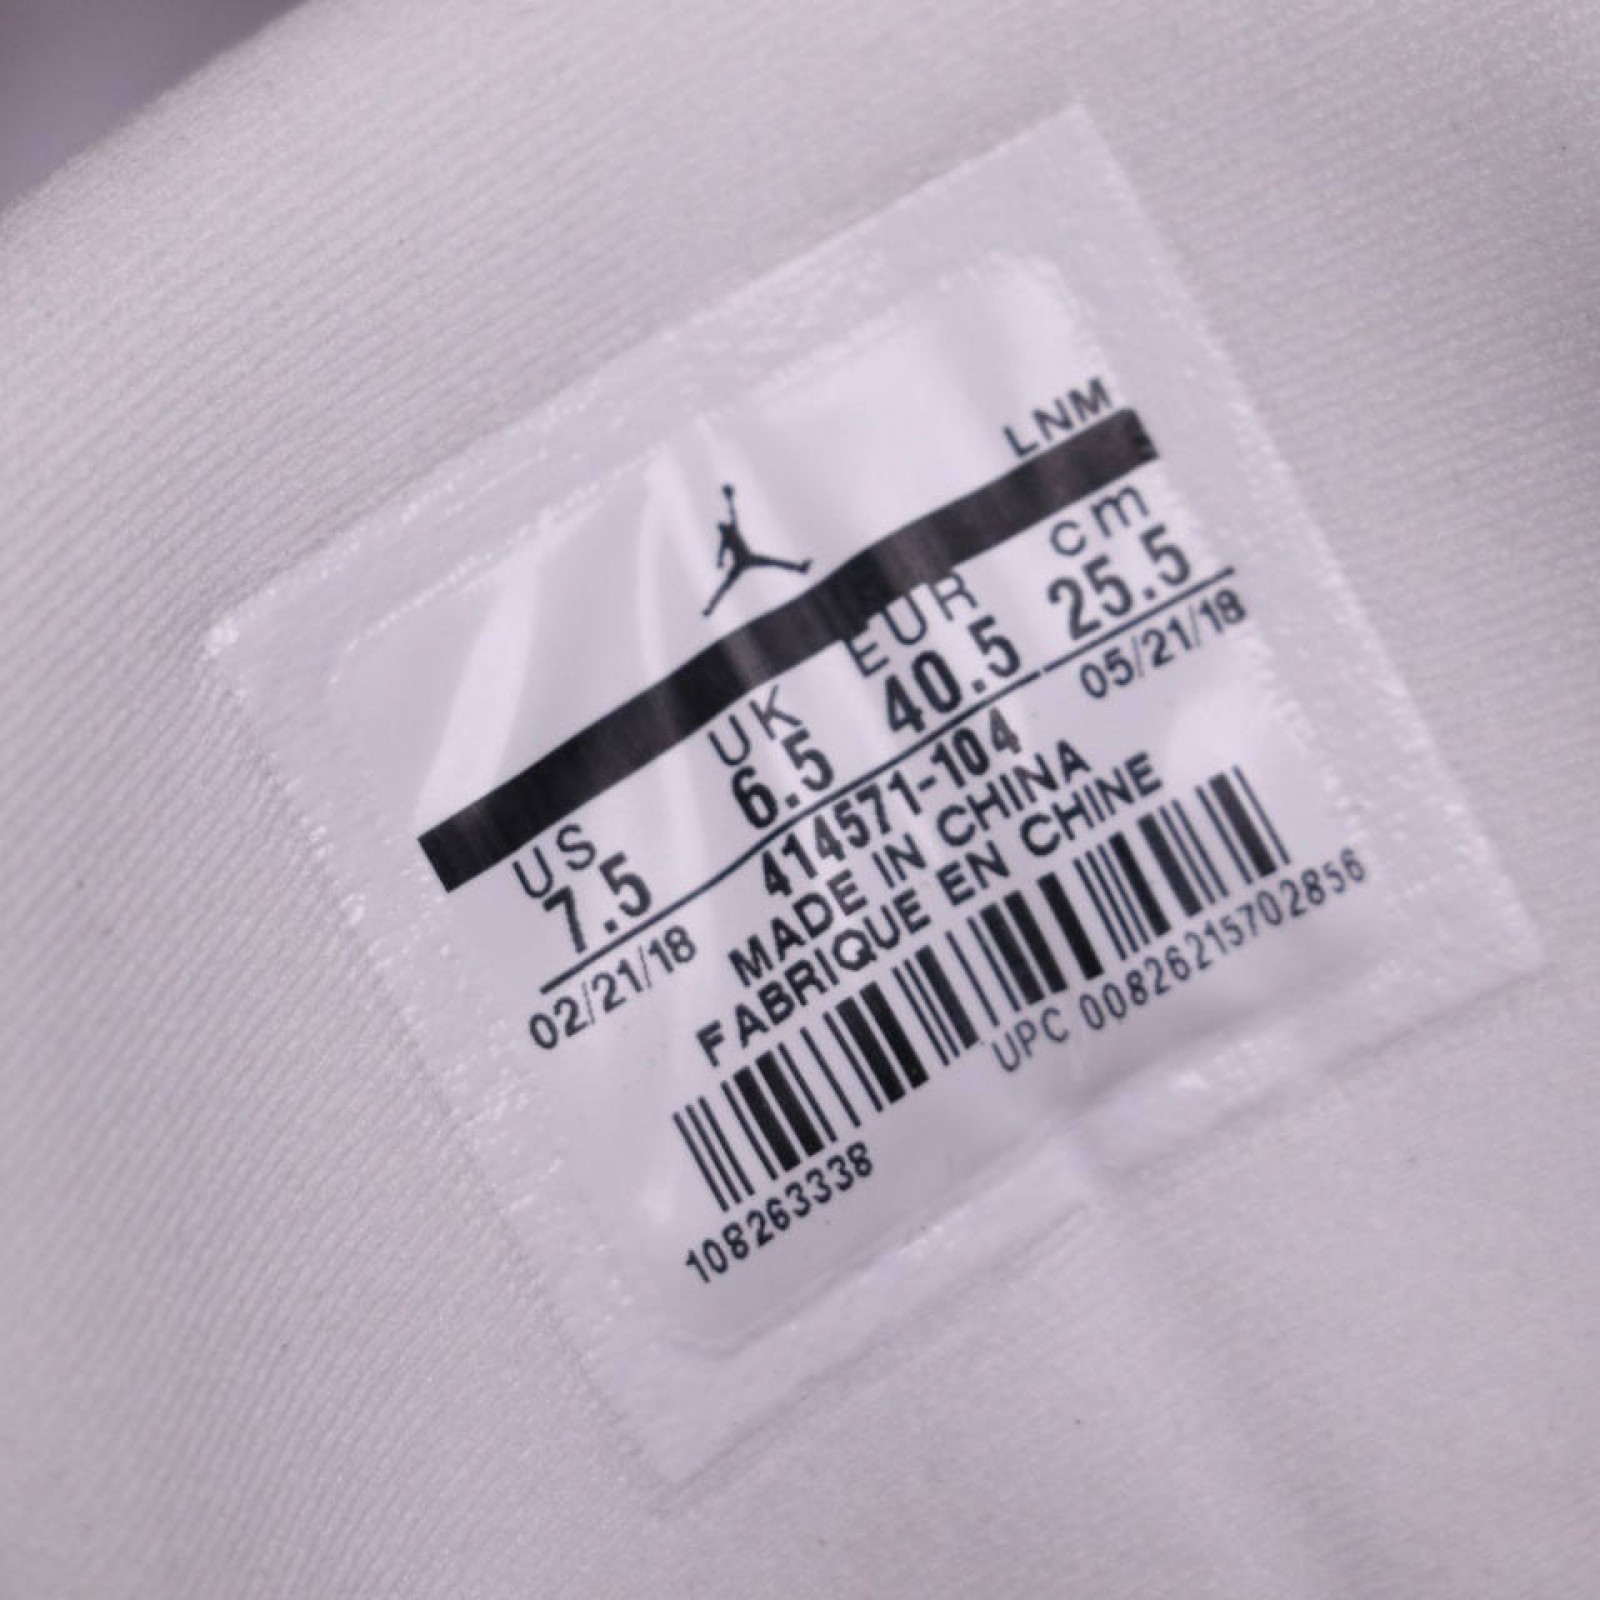 LNM
US UK EUR cm
7.5 6.5 40.5 25.5
02/21/18 414571-104 05/21/18
MADE IN CHINA
FABRIQUE EN CHINE
UPC 00826215702856
108263338